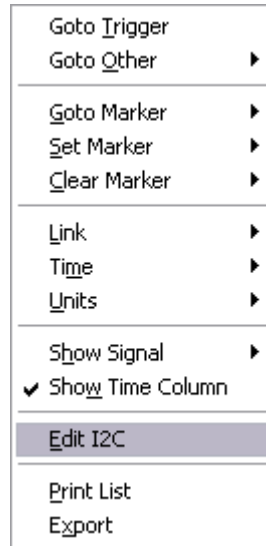 Goto Trigger
Goto Other
Goto Marker
Set Marker
Clear Marker
Link
Time
Units
Show Signal
Show Time Column
Edit I2C
Print List
Export